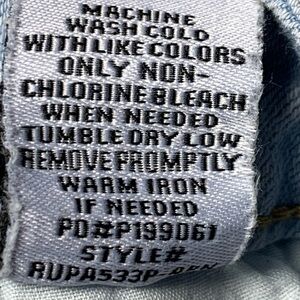 MACHINE
WASH COLD
WITH LIKE COLORS
ONLY NON-
CHLORINE BLEACH
WHEN NEEDED
TUMBLE DRY LOW
REMOVE PROMPTLY
WARM IRON
IF NEEDED
PO#P199061
STYLE#